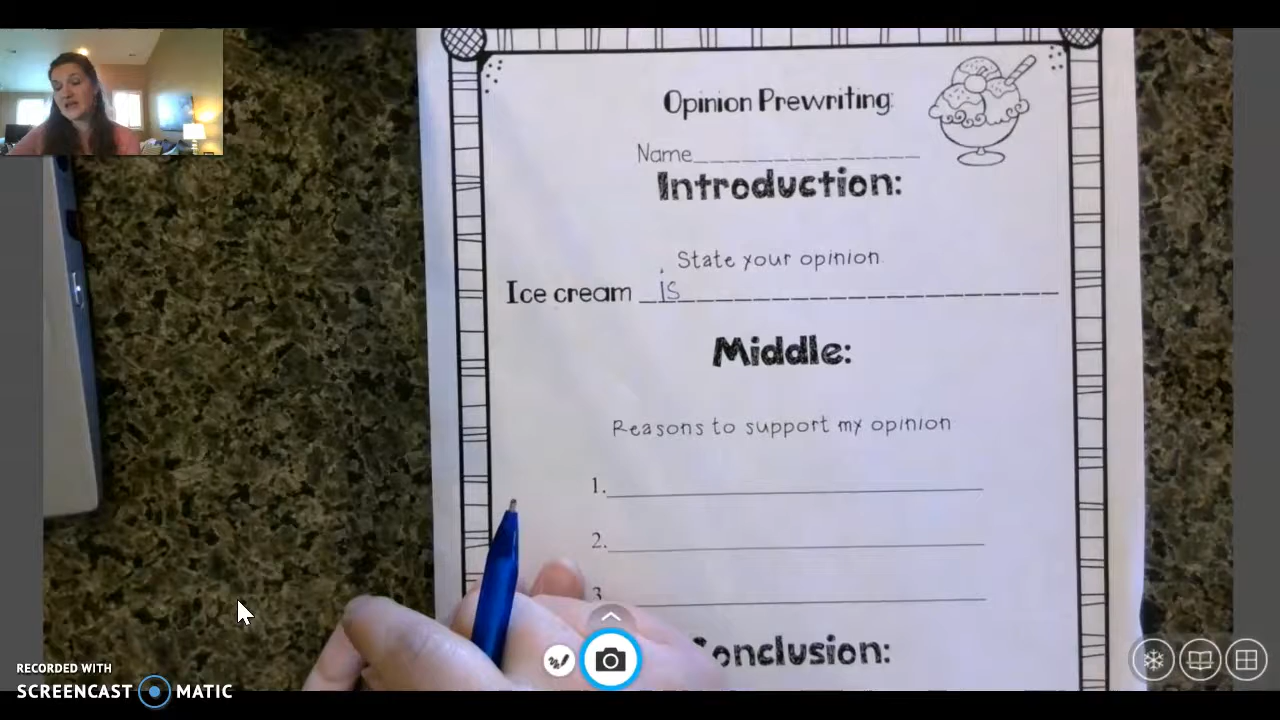 Opinion Prewriting:
Name______________
Introduction:
State your opinion.
Ice cream is
Middle:
Reasons to support my opinion
1.
2.
3
Conclusion:
RECORDED WITH
SCREENCAST MATIC